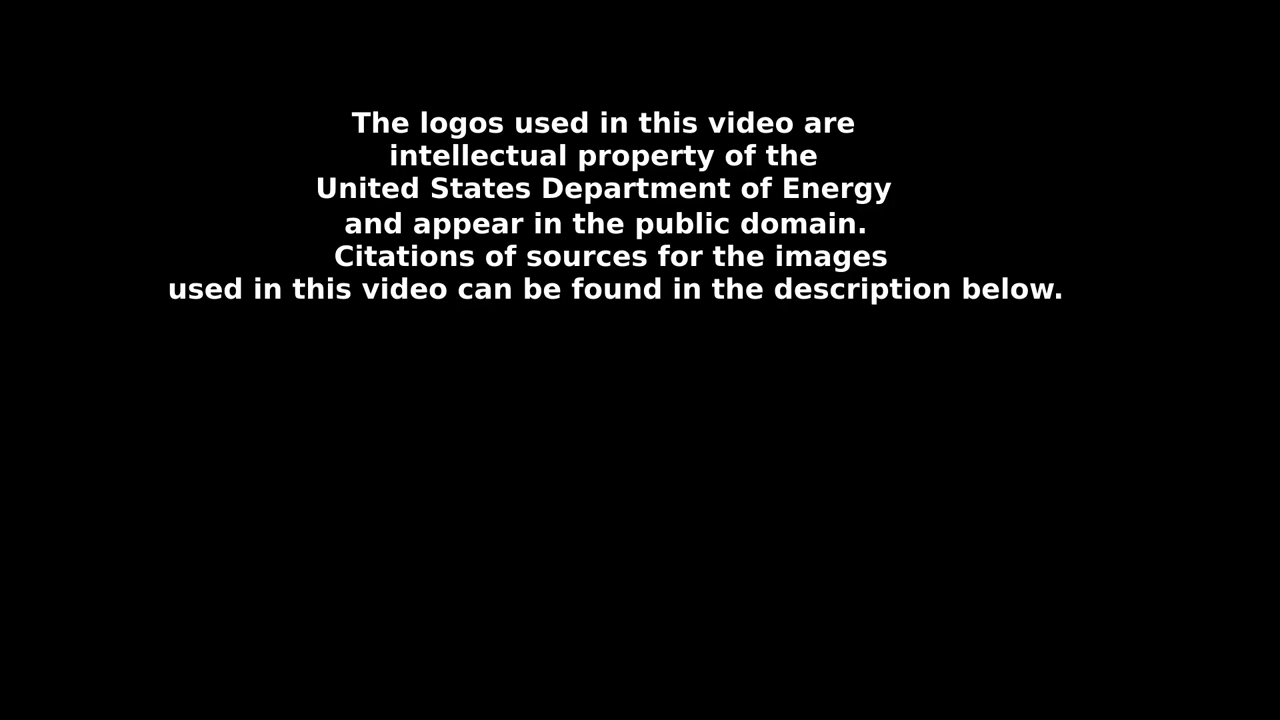 The logos used in this video are
intellectual property of the
United States Department of Energy
and appear in the public domain.
Citations of sources for the images
used in this video can be found in the description below.